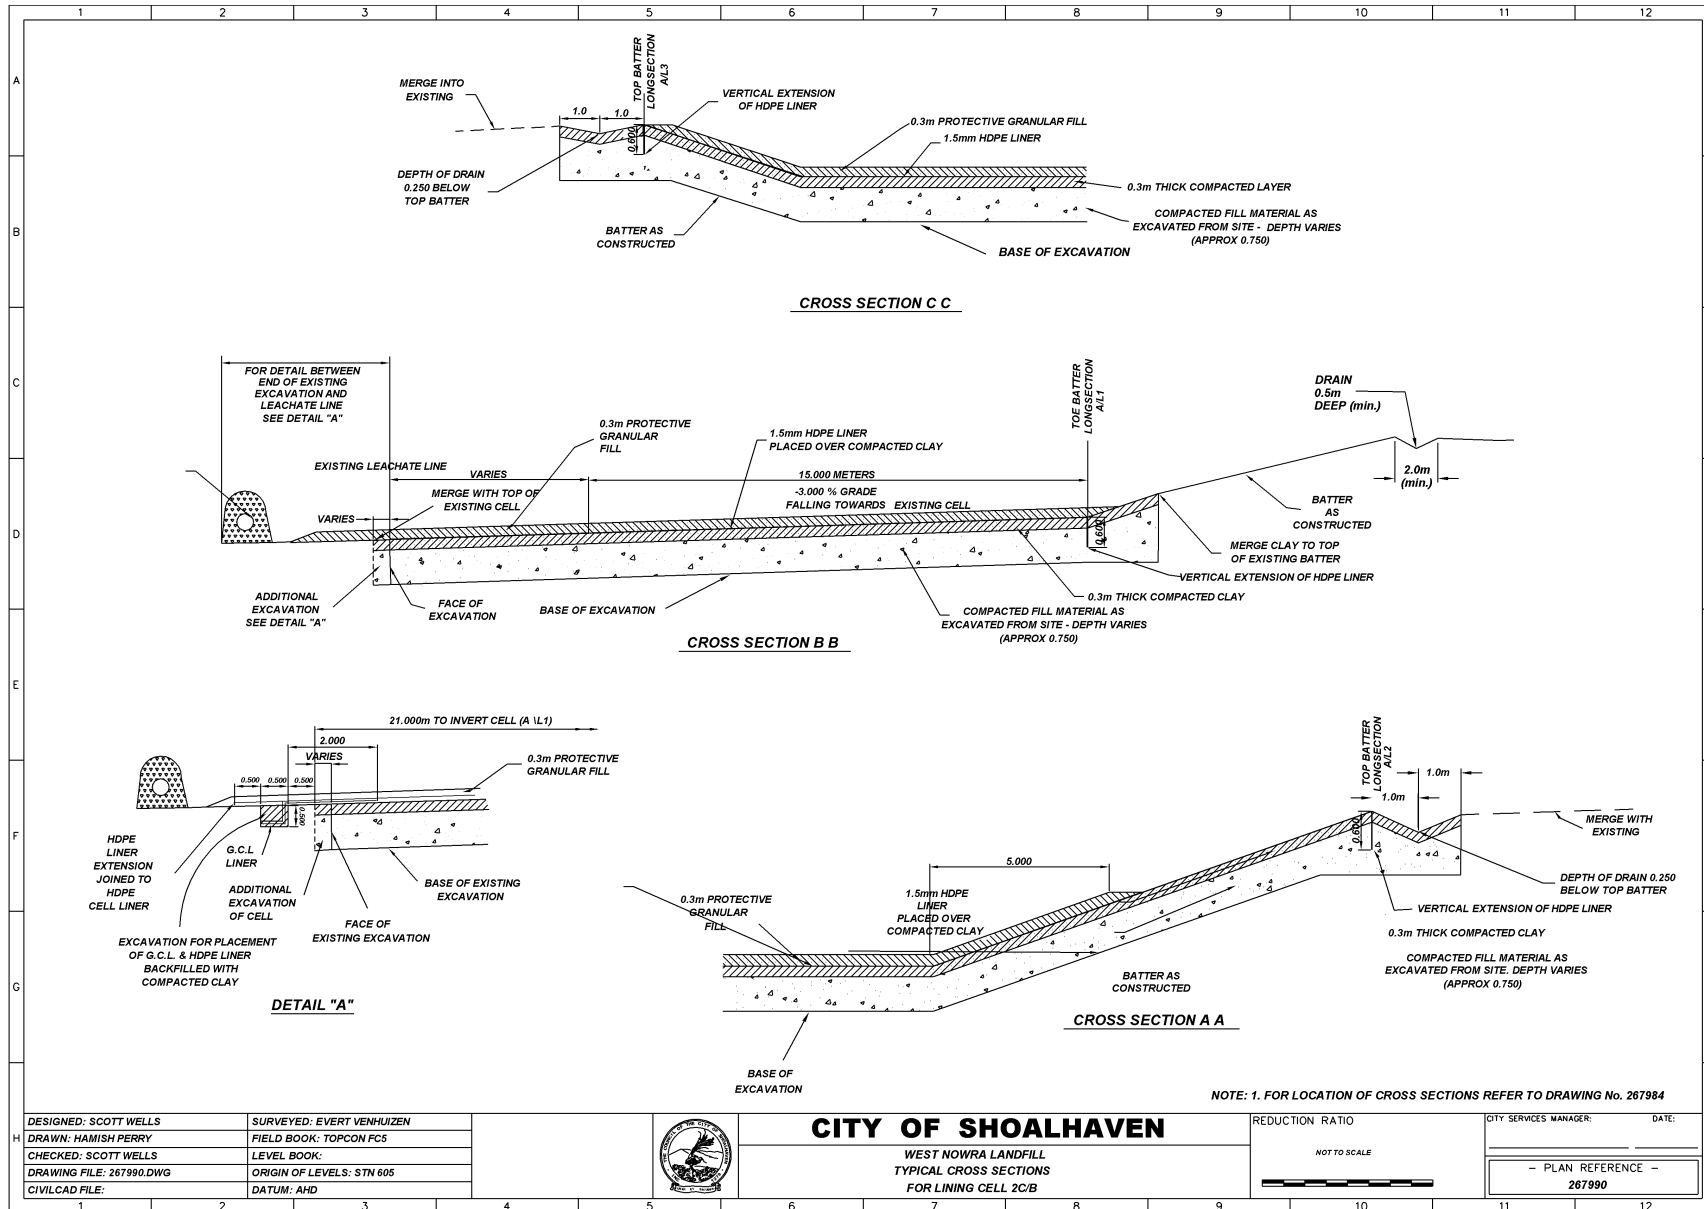 1 2 3 4 5 6 7 8 9 10 11 12
A
B
C
D
E
F
G
H
MERGE INTO
EXISTING
TOP BATTER
LONGSECTION
A/L3
VERTICAL EXTENSION
OF HDPE LINER
1.0
1.0
0.600
0.3m PROTECTIVE GRANULAR FILL
1.5mm HDPE LINER
DEPTH OF DRAIN
0.250 BELOW
TOP BATTER
0.3m THICK COMPACTED LAYER
BATTER AS
CONSTRUCTED
COMPACTED FILL MATERIAL AS
EXCAVATED FROM SITE - DEPTH VARIES
(APPROX 0.750)
BASE OF EXCAVATION
CROSS SECTION C C
FOR DETAIL BETWEEN
END OF EXISTING
EXCAVATION AND
LEACHATE LINE
SEE DETAIL "A"
TOE BATTER
LONGSECTION
A/L1
DRAIN
0.5m
DEEP (min.)
0.3m PROTECTIVE
GRANULAR
FILL
1.5mm HDPE LINER
PLACED OVER COMPACTED CLAY
EXISTING LEACHATE LINE
VARIES
15.000 METERS
2.0m
(min.)
MERGE WITH TOP OF
EXISTING CELL
-3.000 % GRADE
FALLING TOWARDS EXISTING CELL
VARIES
BATTER
AS
CONSTRUCTED
0.600
MERGE CLAY TO TOP
OF EXISTING BATTER
VERTICAL EXTENSION OF HDPE LINER
ADDITIONAL
EXCAVATION
SEE DETAIL "A"
FACE OF
EXCAVATION
BASE OF EXCAVATION
0.3m THICK COMPACTED CLAY
COMPACTED FILL MATERIAL AS
EXCAVATED FROM SITE - DEPTH VARIES
(APPROX 0.750)
CROSS SECTION B B
21.000m TO INVERT CELL (A \L1)
2.000
VARIES
0.3m PROTECTIVE
GRANULAR FILL
0.500 0.500 0.500
0.500
HDPE
LINER
EXTENSION
JOINED TO
HDPE
CELL LINER
G.C.L
LINER
ADDITIONAL
EXCAVATION
OF CELL
BASE OF EXISTING
EXCAVATION
FACE OF
EXISTING EXCAVATION
EXCAVATION FOR PLACEMENT
OF G.C.L. & HDPE LINER
BACKFILLED WITH
COMPACTED CLAY
DETAIL "A"
TOP BATTER
LONGSECTION
A/L2
1.0m
1.0m
0.600
MERGE WITH
EXISTING
5.000
0.3m PROTECTIVE
GRANULAR
FILL
1.5mm HDPE
LINER
PLACED OVER
COMPACTED CLAY
DEPTH OF DRAIN 0.250
BELOW TOP BATTER
VERTICAL EXTENSION OF HDPE LINER
0.3m THICK COMPACTED CLAY
COMPACTED FILL MATERIAL AS
EXCAVATED FROM SITE. DEPTH VARIES
(APPROX 0.750)
BATTER AS
CONSTRUCTED
CROSS SECTION A A
BASE OF
EXCAVATION
NOTE: 1. FOR LOCATION OF CROSS SECTIONS REFER TO DRAWING No. 267984
DESIGNED: SCOTT WELLS
DRAWN: HAMISH PERRY
CHECKED: SCOTT WELLS
DRAWING FILE: 267990.DWG
CIVILCAD FILE:
SURVEYED: EVERT VENHUIZEN
FIELD BOOK: TOPCON FC5
LEVEL BOOK:
ORIGIN OF LEVELS: STN 605
DATUM: AHD
CITY OF SHOALHAVEN
WEST NOWRA LANDFILL
TYPICAL CROSS SECTIONS
FOR LINING CELL 2C/B
REDUCTION RATIO
NOT TO SCALE
CITY SERVICES MANAGER: DATE:
- PLAN REFERENCE -
267990
1 2 3 4 5 6 7 8 9 10 11 12